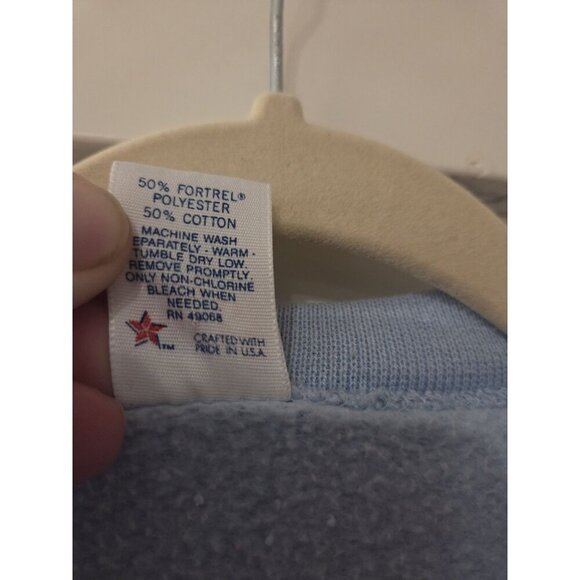 50% FORTREL®
POLYESTER
50% COTTON
MACHINE WASH
EPARATELY - WARM -
TUMBLE DRY LOW.
REMOVE PROMPTLY.
ONLY NON-CHLORINE
BLEACH WHEN
NEEDED.
RN 49068
TM
CRAFTED WITH
PRIDE IN U.S.A.